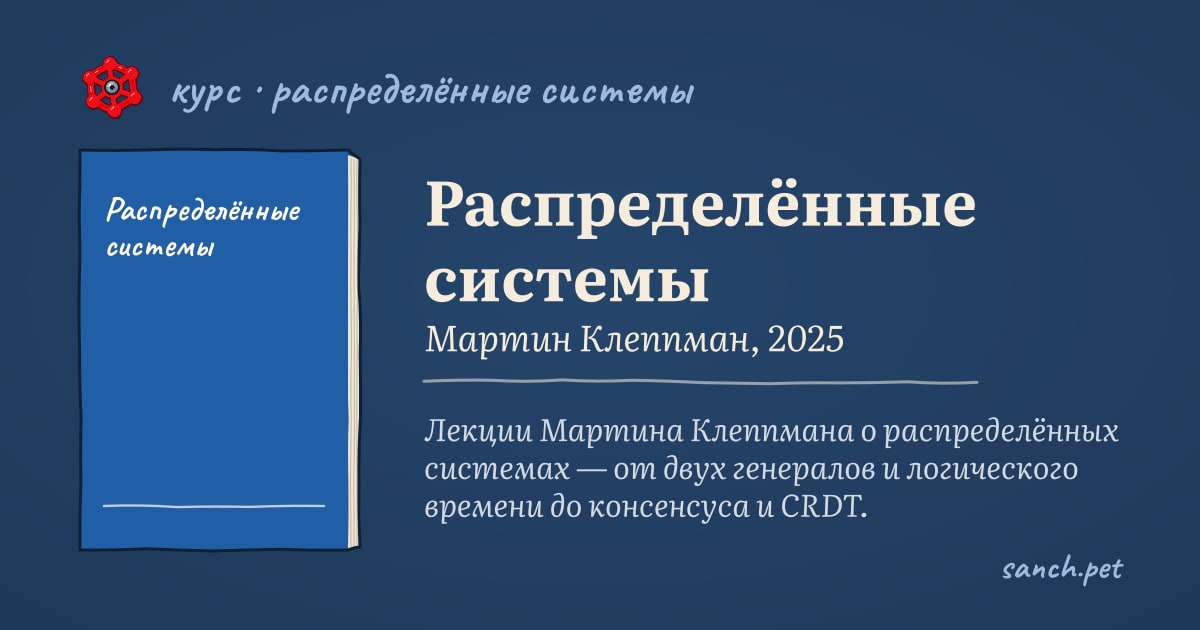 курс · распределённые системы
Распределённые
системы
Распределённые
системы
Мартин Клеппман, 2025
Лекции Мартина Клеппмана о распределённых
системах — от двух генералов и логического
времени до консенсуса и CRDT.
sanch.pet